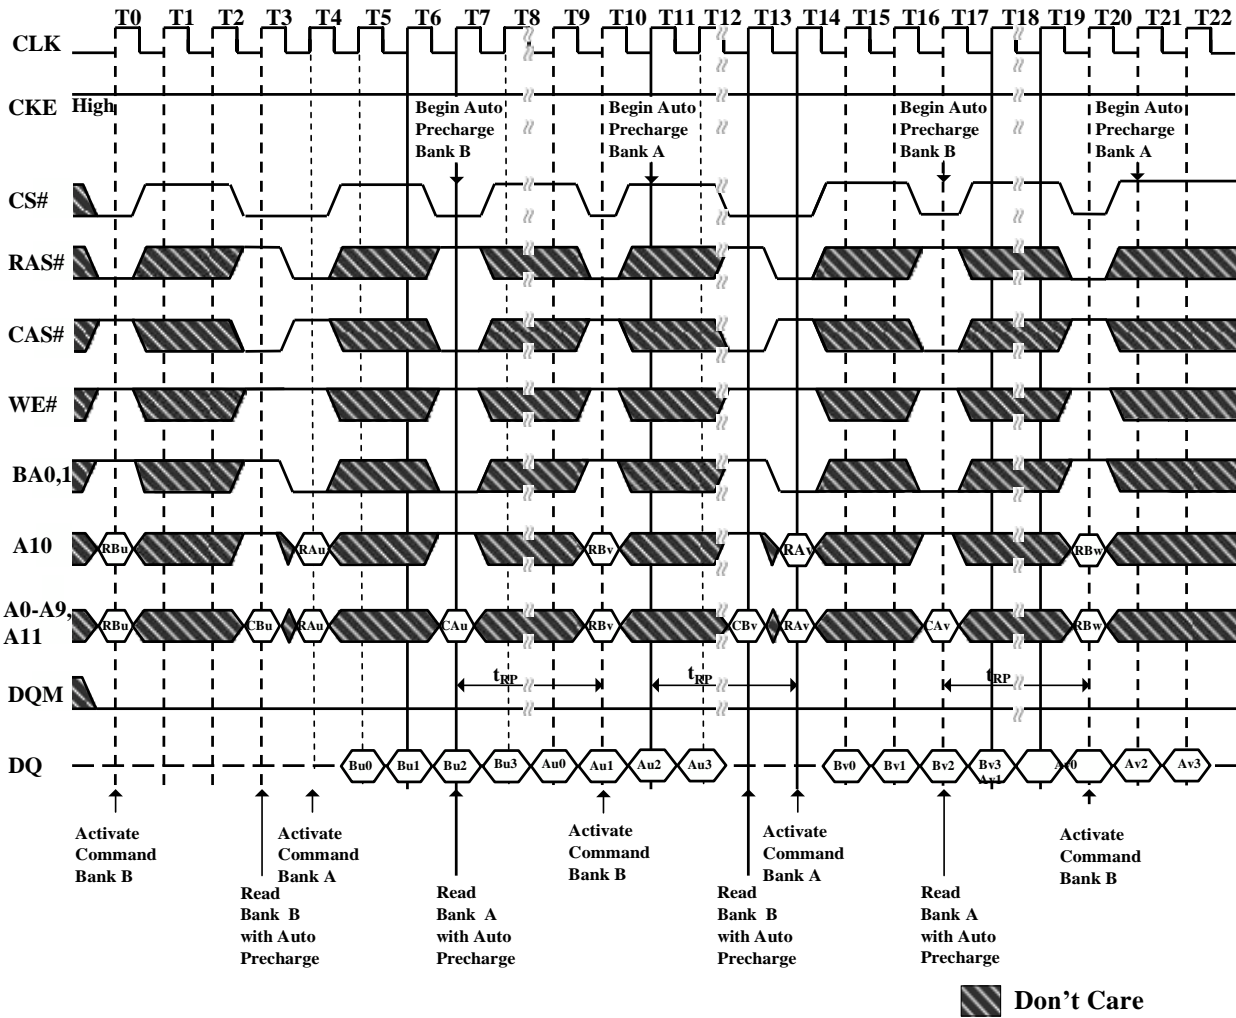 T0 T1 T2 T3 T4 T5 T6 T7 T8 T9 T10 T11 T12 T13 T14 T15 T16 T17 T18 T19 T20 T21 T22
CLK
CKE High
Begin Auto
Precharge
Bank B
Begin Auto
Precharge
Bank A
Begin Auto
Precharge
Bank B
Begin Auto
Precharge
Bank A
CS#
RAS#
CAS#
WE#
BA0,1
A10 RBu RAu RBv RAv RBw
A0-A9,
A11
RBu CBu RAu CAu RBv CBv RAv CAv RBw
DQM tRP tRP tRP
DQ Bu0 Bu1 Bu2 Bu3 Au0 Au1 Au2 Au3 Bv0 Bv1 Bv2 Bv3 Av0 Av2 Av3
Av1
Activate
Command
Bank B
Activate
Command
Bank A
Activate
Command
Bank B
Activate
Command
Bank A
Activate
Command
Bank B
Read
Bank B
with Auto
Precharge
Read
Bank A
with Auto
Precharge
Read
Bank B
with Auto
Precharge
Read
Bank A
with Auto
Precharge
Don't Care